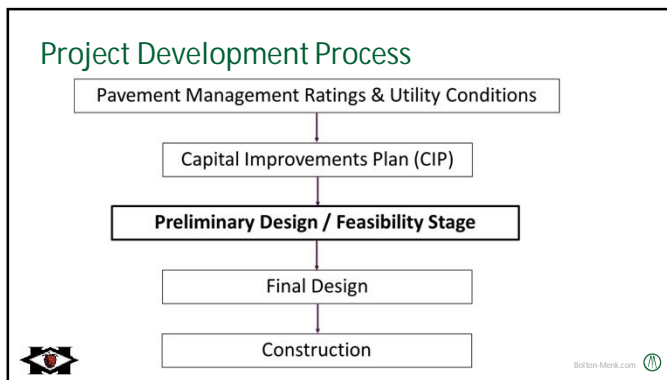 Project Development Process
Pavement Management Ratings & Utility Conditions
Capital Improvements Plan (CIP)
Preliminary Design / Feasibility Stage
Final Design
Construction
Bolton-Menk.com